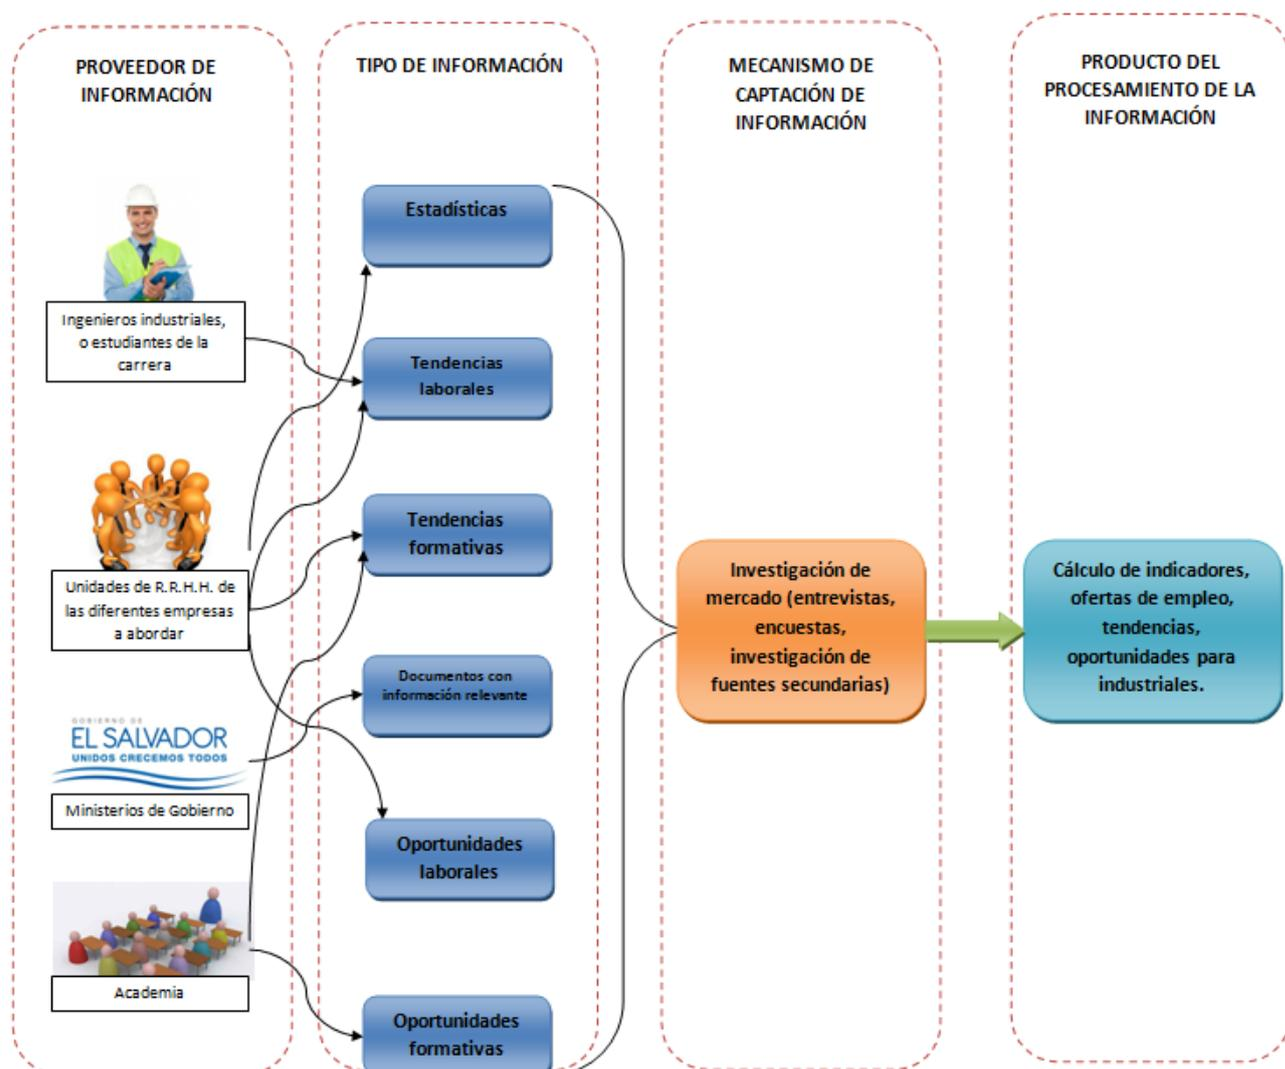 PROVEEDOR DE
INFORMACIÓN
TIPO DE INFORMACIÓN
MECANISMO DE
CAPTACIÓN DE
INFORMACIÓN
PRODUCTO DEL
PROCESAMIENTO DE LA
INFORMACIÓN
Ingenieros industriales,
o estudiantes de la
carrera
Unidades de R.R.H.H. de
las diferentes empresas
a abordar
GOBIERNO DE
EL SALVADOR
UNIDOS CRECEMOS TODOS
Ministerios de Gobierno
Academia
Estadísticas
Tendencias
laborales
Tendencias
formativas
Documentos con
información relevante
Oportunidades
laborales
Oportunidades
formativas
Investigación de
mercado (entrevistas,
encuestas,
investigación de
fuentes secundarias)
Cálculo de indicadores,
ofertas de empleo,
tendencias,
oportunidades para
industriales.